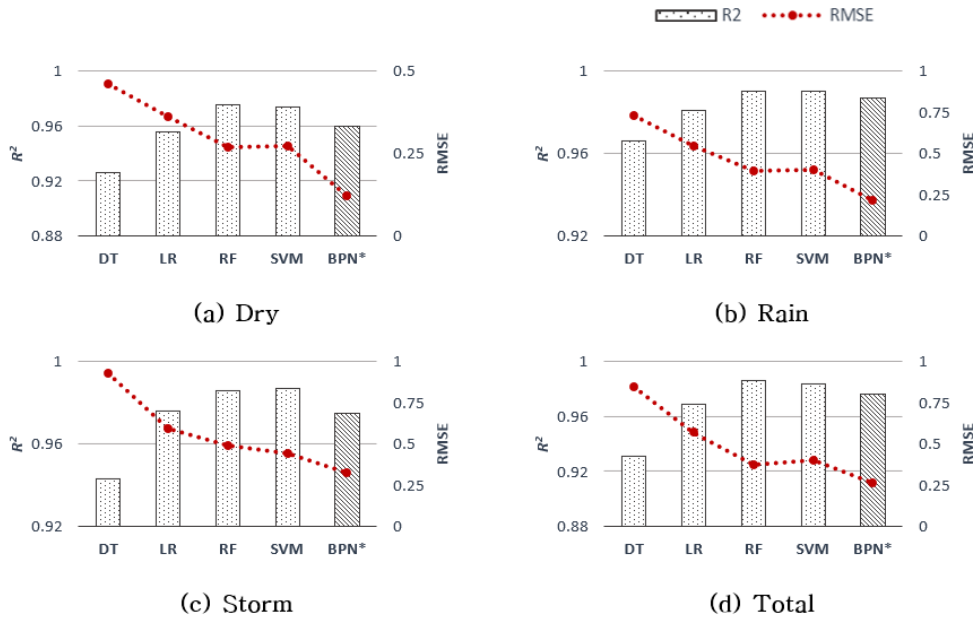 R2 RMSE
1 0.5
0.96
0.25
0.92
0.88 0
R² RMSE
DT LR RF SVM BPN*
(a) Dry
1 1
0.75
0.96 0.5
0.25
0.92 0
R² RMSE
DT LR RF SVM BPN*
(b) Rain
1 1
0.75
0.96 0.5
0.25
0.92 0
R² RMSE
DT LR RF SVM BPN*
(c) Storm
1 1
0.75
0.96
0.5
0.92
0.25
0.88 0
R² RMSE
DT LR RF SVM BPN*
(d) Total